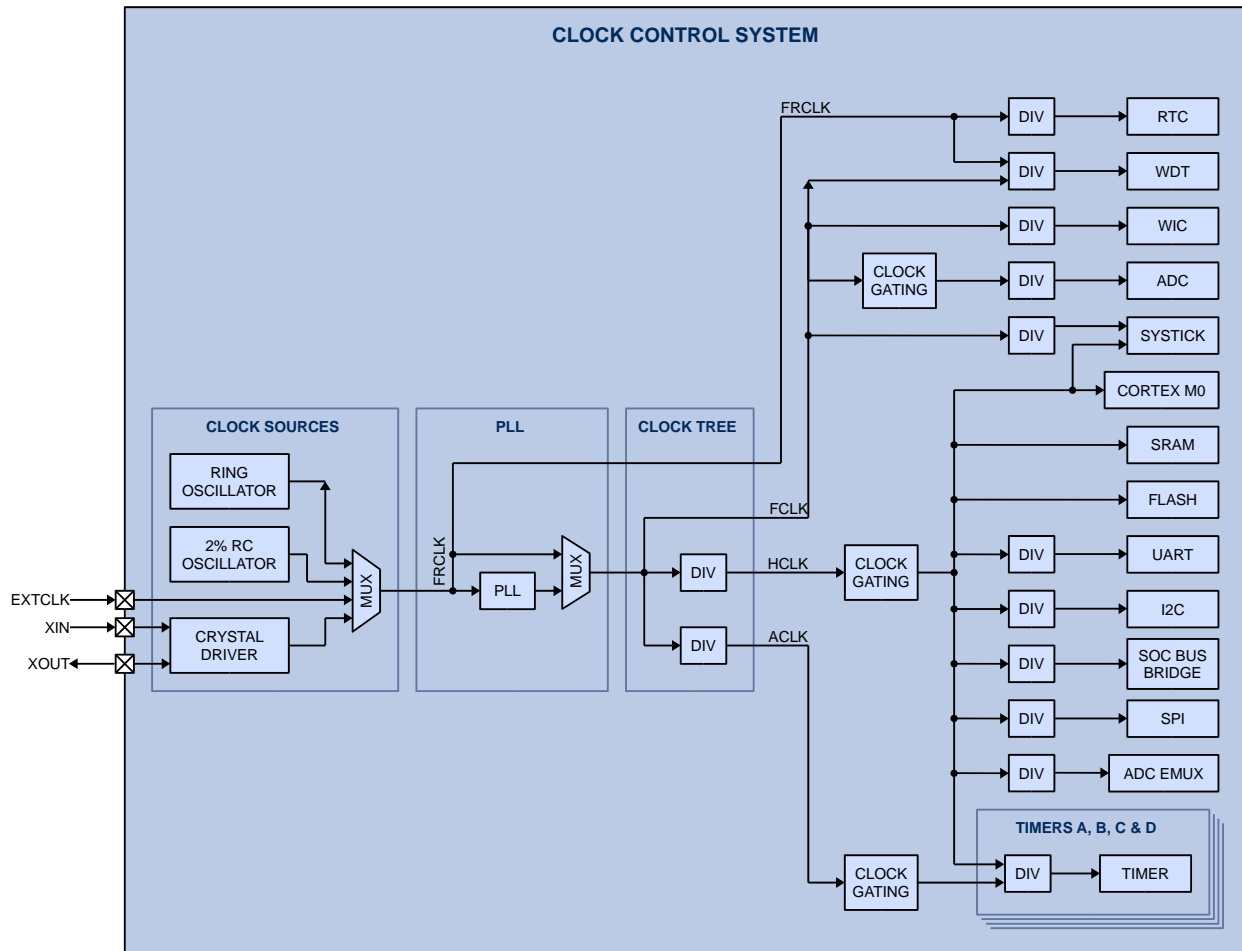 CLOCK CONTROL SYSTEM
FRCLK
DIV
RTC
DIV
WDT
DIV
WIC
CLOCK
GATING
DIV
ADC
DIV
SYSTICK
CORTEX M0
CLOCK SOURCES
PLL
CLOCK TREE
SRAM
RING
OSCILLATOR
FLASH
FCLK
2% RC
OSCILLATOR
MUX
FRCLK
PLL
MUX
DIV
HCLK
CLOCK
GATING
DIV
UART
EXTCLK
XIN
XOUT
CRYSTAL
DRIVER
DIV
ACLK
DIV
I2C
DIV
SOC BUS
BRIDGE
DIV
SPI
DIV
ADC EMUX
TIMERS A, B, C & D
CLOCK
GATING
DIV
TIMER